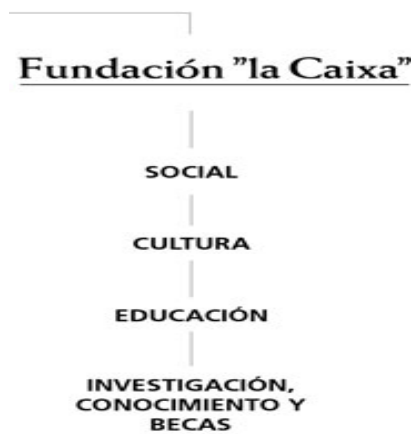 Fundación ”la Caixa”
SOCIAL
CULTURA
EDUCACIÓN
INVESTIGACIÓN,
CONOCIMIENTO Y
BECAS